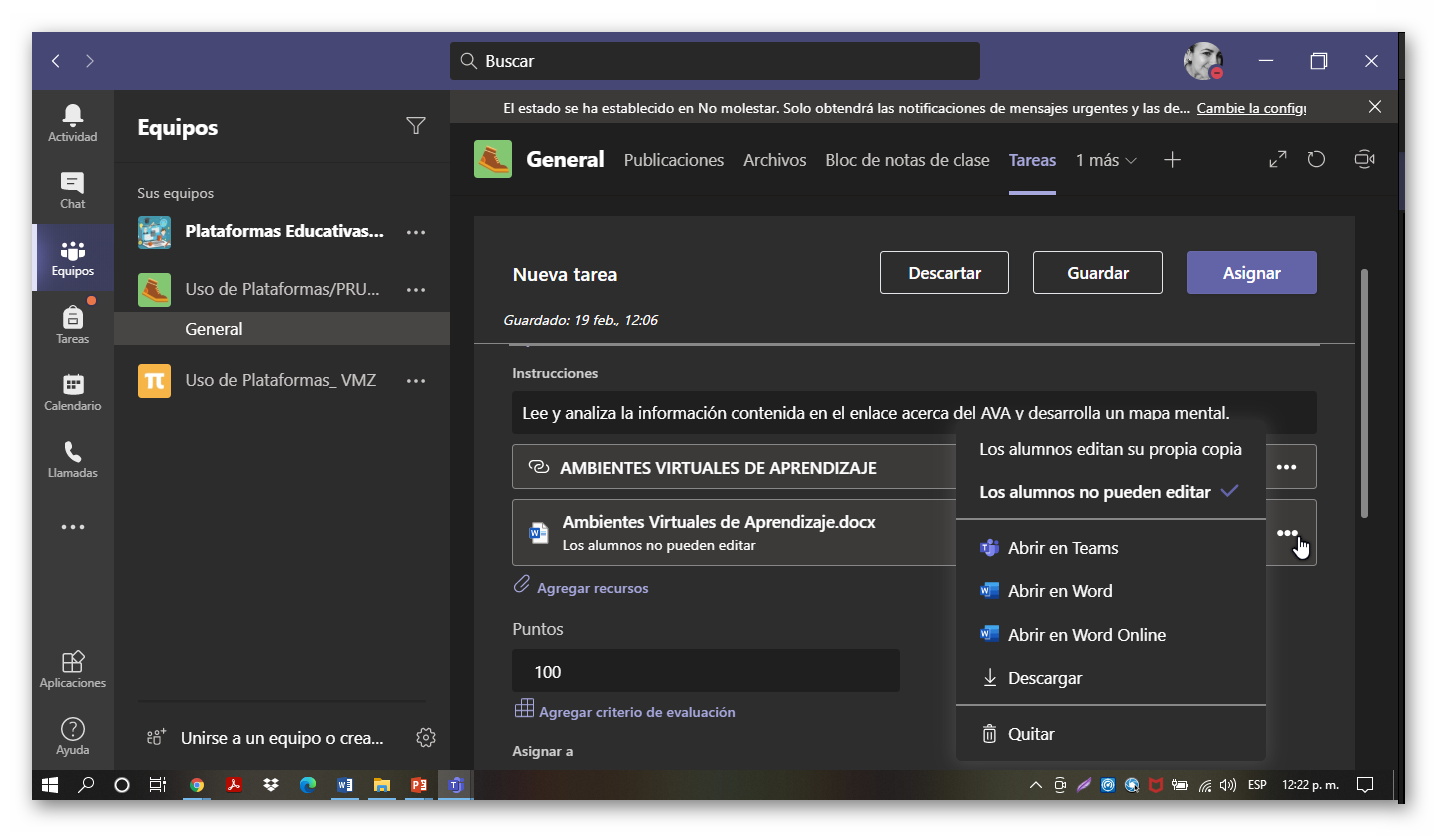 Buscar
El estado se ha establecido en No molestar. Solo obtendrá las notificaciones de mensajes urgentes y las de... Cambie la configu
Actividad
Chat
Equipos
Tareas
Calendario
Llamadas
Aplicaciones
Ayuda
Equipos
Sus equipos
Plataformas Educativas...
Uso de Plataformas/PRU...
General
Uso de Plataformas_ VMZ
Unirse a un equipo o crea...
General Publicaciones Archivos Bloc de notas de clase Tareas 1 más
Nueva tarea
Descartar Guardar Asignar
Guardado: 19 feb., 12:06
Instrucciones
Lee y analiza la información contenida en el enlace acerca del AVA y desarrolla un mapa mental.
AMBIENTES VIRTUALES DE APRENDIZAJE
Ambientes Virtuales de Aprendizaje.docx
Los alumnos no pueden editar
Agregar recursos
Puntos
100
Agregar criterio de evaluación
Asignar a
Los alumnos editan su propia copia
Los alumnos no pueden editar
Abrir en Teams
Abrir en Word
Abrir en Word Online
Descargar
Quitar
ESP 12:22 p. m.